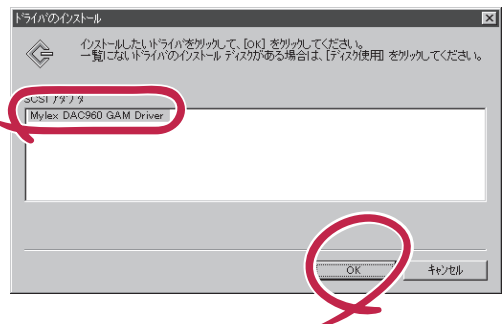 ドライバのインストール
インストールしたいドライバをクリックして、[OK] をクリックしてください。
一覧にないドライバのインストール ディスクがある場合は、[ディスク使用] をクリックしてください。
SCSI アダプタ
Mylex DAC960 GAM Driver
OK
キャンセル